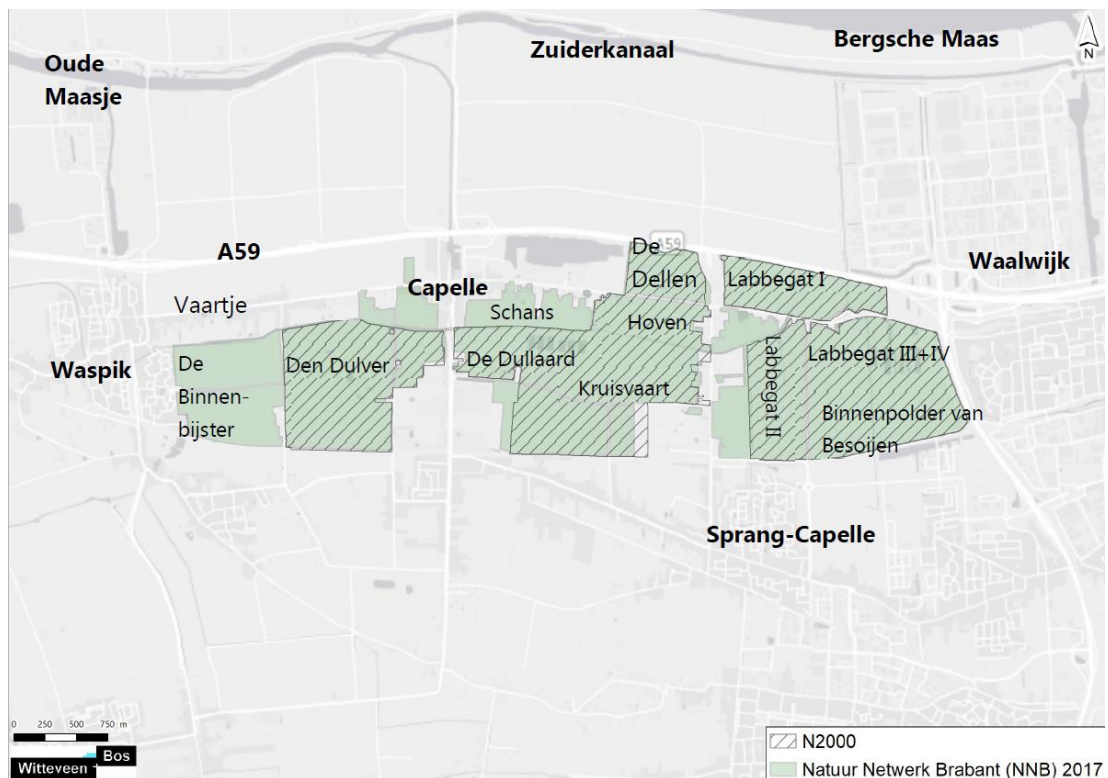 Oude
Maasje
Zuiderkanaal
Bergsche Maas
N
A59
De
Dellen
A59
Labbegat I
Waalwijk
Capelle
Vaartje
Schans
Hoven
Waspik
De
Binnen-
bijster
Den Dulver
De Dullaard
Kruisvaart
Labbegat II
Labbegat III+IV
Binnenpolder van
Besoijen
Sprang-Capelle
0 250 500 750 m
Witteveen + Bos
N2000
Natuur Netwerk Brabant (NNB) 2017